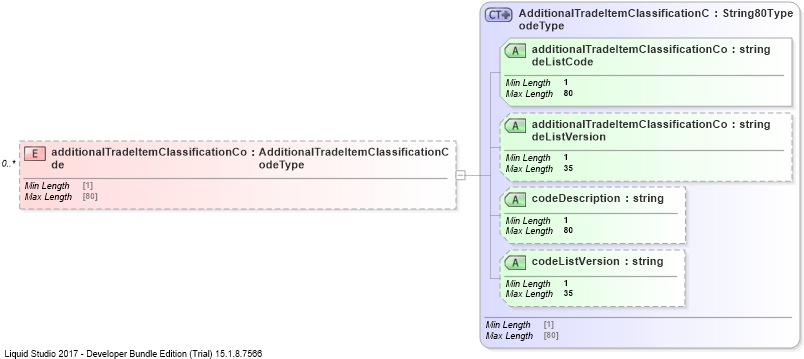 CT
AdditionalTradeItemClassificationC : String80Type
odeType
A additionalTradeItemClassificationCo : string
deListCode
Min Length 1
Max Length 80
A additionalTradeItemClassificationCo : string
deListVersion
Min Length 1
Max Length 35
0..*
E additionalTradeItemClassificationCo : AdditionalTradeItemClassificationC
de odeType
Min Length [1]
Max Length [80]
A codeDescription : string
Min Length 1
Max Length 80
A codeListVersion : string
Min Length 1
Max Length 35
Min Length [1]
Max Length [80]
Liquid Studio 2017 - Developer Bundle Edition (Trial) 15.1.8.7566